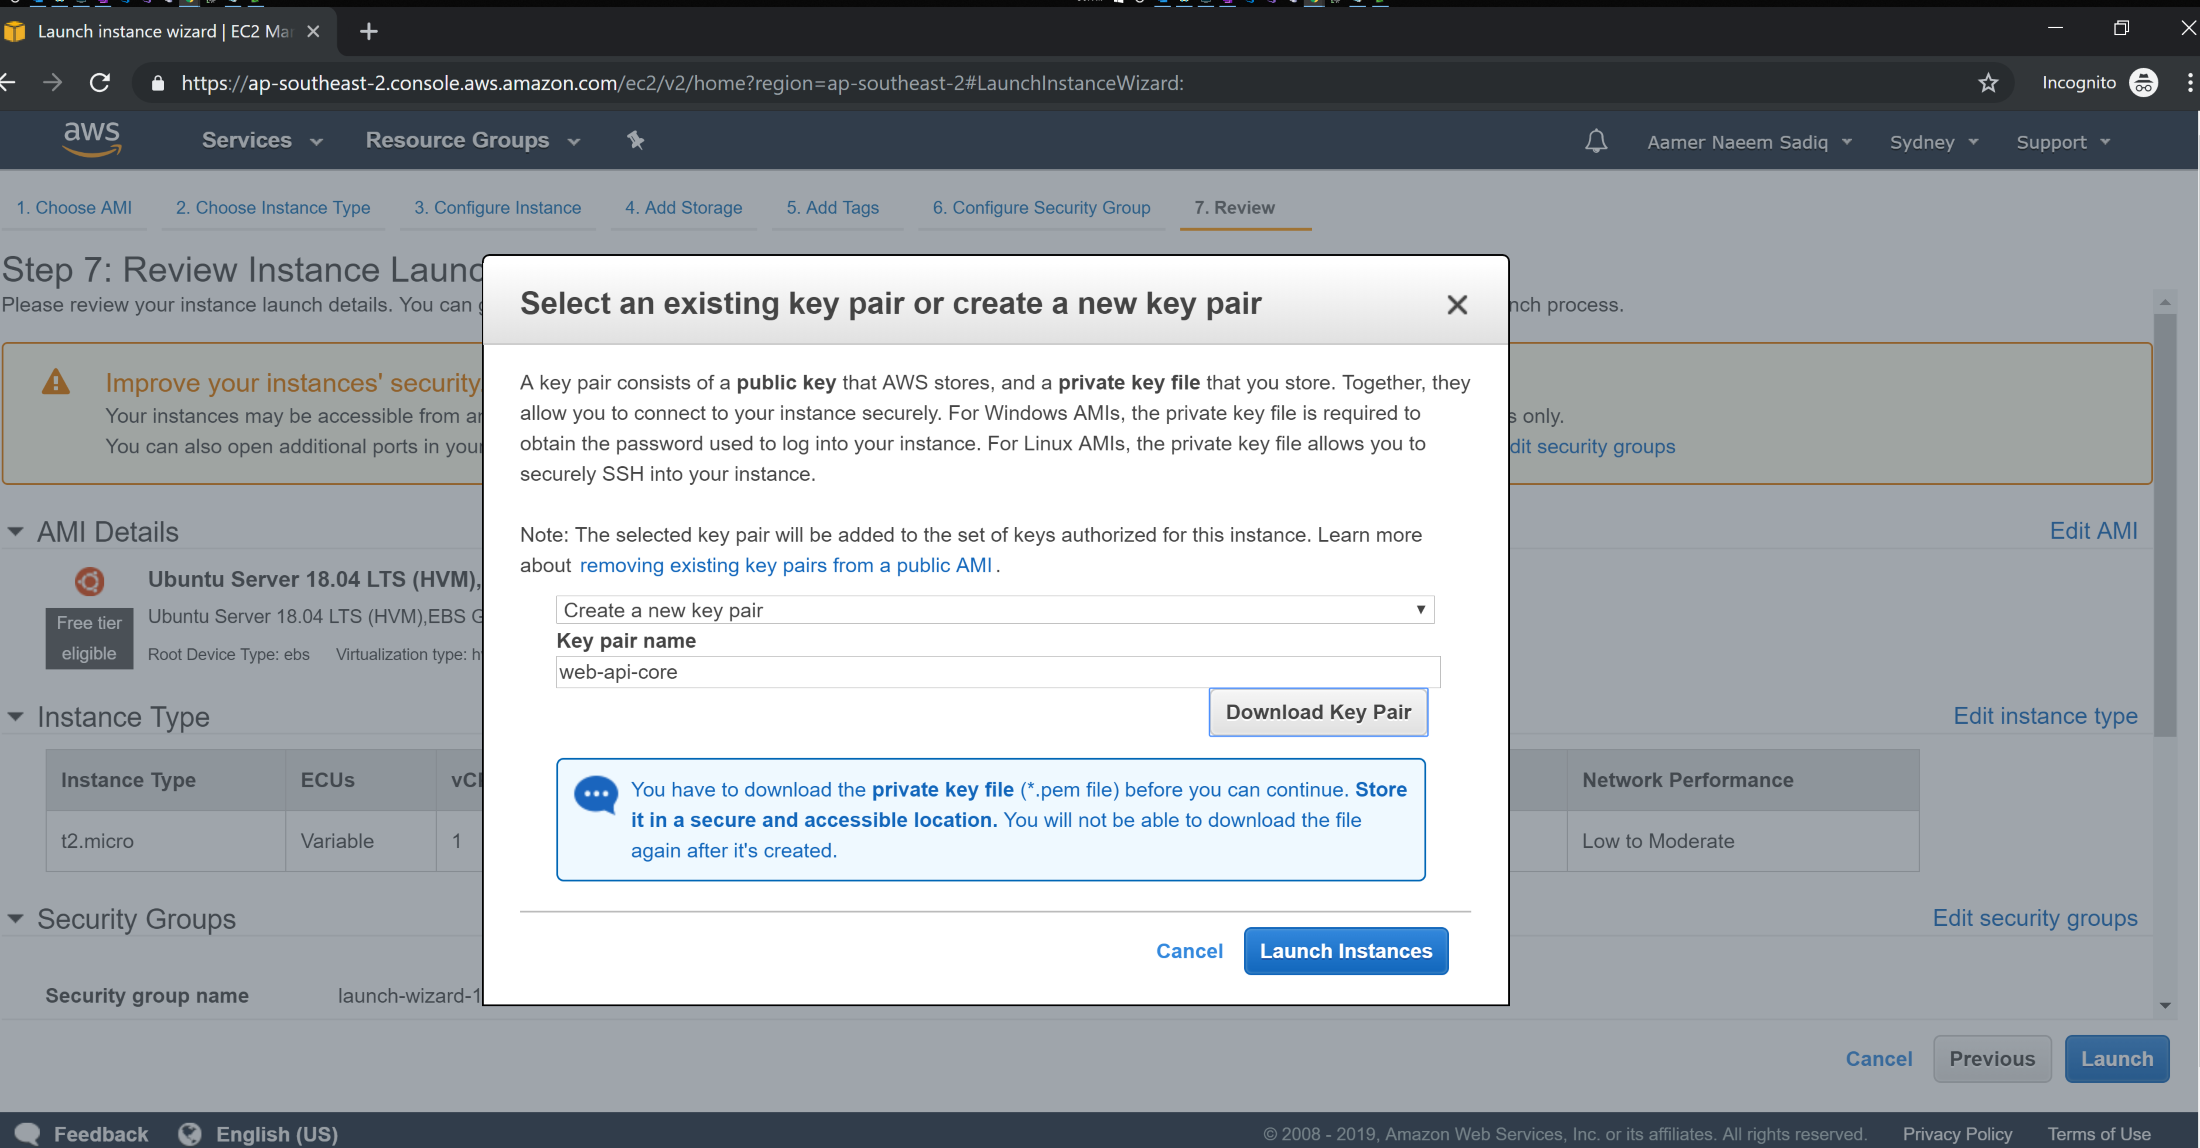 Launch instance wizard | EC2 Mar
https://ap-southeast-2.console.aws.amazon.com/ec2/v2/home?region=ap-southeast-2#LaunchInstanceWizard:
Incognito
aws
Services
Resource Groups
Aamer Naeem Sadiq
Sydney
Support
1. Choose AMI
2. Choose Instance Type
3. Configure Instance
4. Add Storage
5. Add Tags
6. Configure Security Group
7. Review
Step 7: Review Instance Launc
Please review your instance launch details. You can
nch process.
Improve your instances' security
Your instances may be accessible from an
s only.
You can also open additional ports in your
dit security groups
AMI Details
Edit AMI
Ubuntu Server 18.04 LTS (HVM),
Ubuntu Server 18.04 LTS (HVM),EBS G
Free tier
eligible
Root Device Type: ebs
Virtualization type: h
Instance Type
Edit instance type
Instance Type
ECUs
vC
Network Performance
t2.micro
Variable
1
Low to Moderate
Security Groups
Edit security groups
Security group name
launch-wizard-1
Select an existing key pair or create a new key pair
A key pair consists of a public key that AWS stores, and a private key file that you store. Together, they
allow you to connect to your instance securely. For Windows AMIs, the private key file is required to
obtain the password used to log into your instance. For Linux AMIs, the private key file allows you to
securely SSH into your instance.
Note: The selected key pair will be added to the set of keys authorized for this instance. Learn more
about removing existing key pairs from a public AMI .
Create a new key pair
Key pair name
web-api-core
Download Key Pair
You have to download the private key file (*.pem file) before you can continue. Store
it in a secure and accessible location. You will not be able to download the file
again after it's created.
Cancel
Launch Instances
Cancel
Previous
Launch
Feedback
English (US)
© 2008 - 2019, Amazon Web Services, Inc. or its affiliates. All rights reserved.
Privacy Policy
Terms of Use